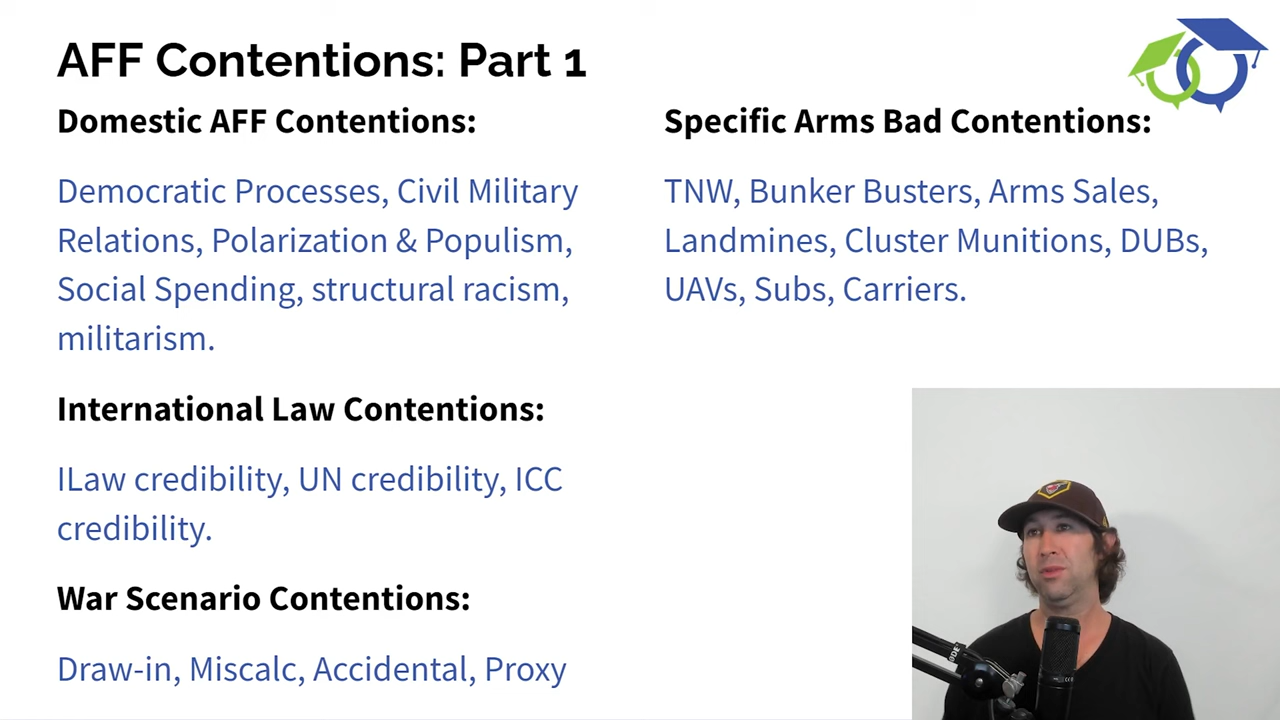 AFF Contentions: Part 1
Domestic AFF Contentions:
Democratic Processes, Civil Military
Relations, Polarization & Populism,
Social Spending, structural racism,
militarism.
International Law Contentions:
ILaw credibility, UN credibility, ICC
credibility.
War Scenario Contentions:
Draw-in, Miscalc, Accidental, Proxy
Specific Arms Bad Contentions:
TNW, Bunker Busters, Arms Sales,
Landmines, Cluster Munitions, DUBs,
UAVs, Subs, Carriers.